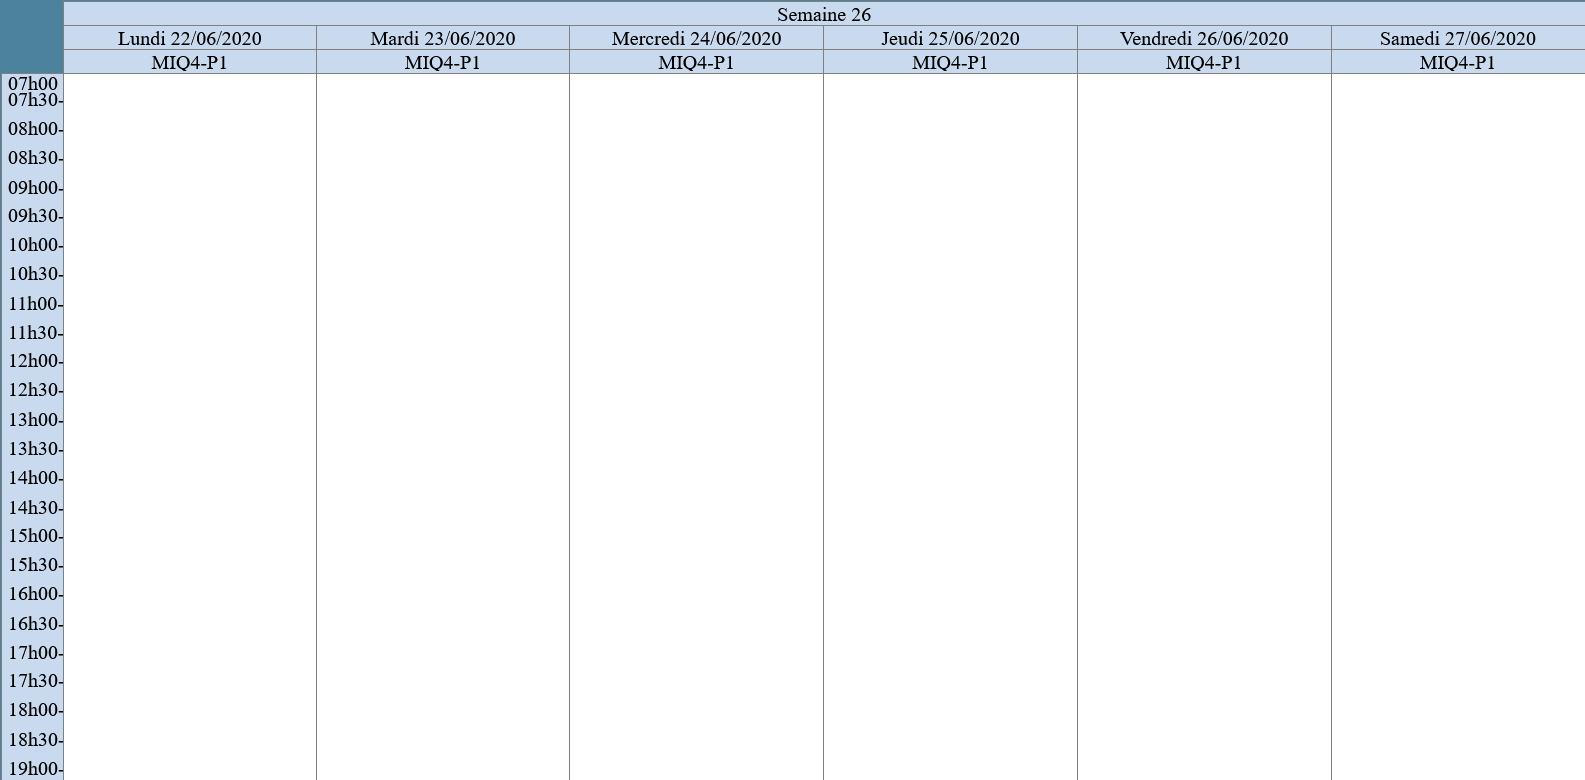 Semaine 26
Lundi 22/06/2020 Mardi 23/06/2020 Mercredi 24/06/2020 Jeudi 25/06/2020 Vendredi 26/06/2020 Samedi 27/06/2020
MIQ4-P1 MIQ4-P1 MIQ4-P1 MIQ4-P1 MIQ4-P1 MIQ4-P1
07h00
07h30-
08h00-
08h30-
09h00-
09h30-
10h00-
10h30-
11h00-
11h30-
12h00-
12h30-
13h00-
13h30-
14h00-
14h30-
15h00-
15h30-
16h00-
16h30-
17h00-
17h30-
18h00-
18h30-
19h00-